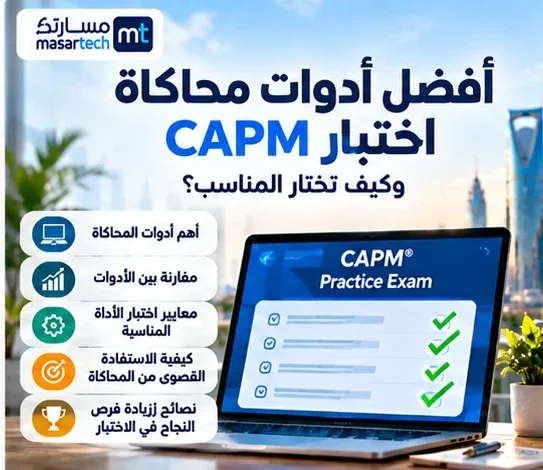 مسارتك
masartech
mt
أفضل أدوات محاكاة
اختبار CAPM
وكيف تختار المناسب؟
أهم أدوات المحاكاة
مقارنة بين الأدوات
معايير اختبار الأداة
المناسبة
كيفية الاستفادة
القصوى من المحاكاة
نصائح لزيادة فرص
النجاح في الاختبار
CAPM®
Practice Exam